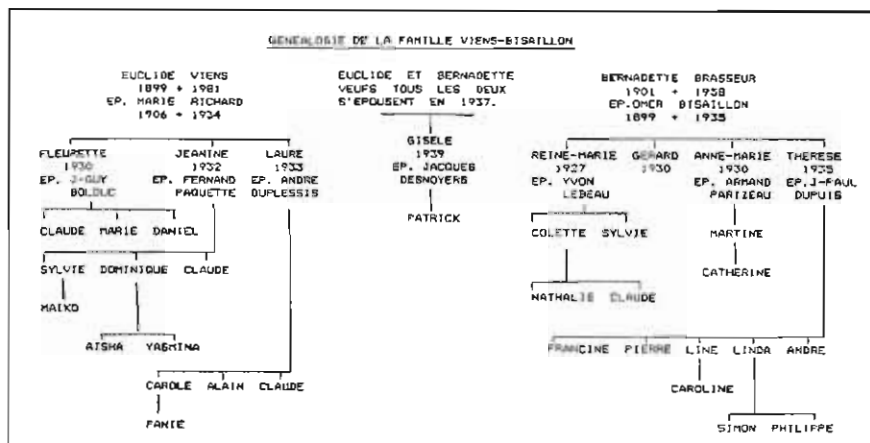 GENEALOGIE DE LA FAMILLE VIENS-BISAILLON
EUCLIDE VIENS
1899 + 1981
EP. MARIE RICHARD
1906 + 1934
EUCLIDE ET BERNADETTE
VEUFS TOUS LES DEUX
S'EPOUSENT EN 1937.
BERNADETTE BRASSEUR
1901 + 1958
EP.OMER BISAILLON
1899 + 1935
FLEURETTE
1930
EP. J-GUY
BOLDUC
JEANINE
1932
EP. FERNAND
PAQUETTE
LAURE
1933
EP. ANDRE
DUPLESSIS
GISELE
1939
EP. JACQUES
DESNOYERS
REINE-MARIE
1927
EP. YVON
LEBEAU
GERARD
1930
ANNE-MARIE
1930
EP. ARMAND
PARIZEAU
THERESE
1935
EP.J-PAUL
DUPUIS
CLAUDE MARIE DANIEL
PATRICK
COLETTE SYLVIE
MARTINE
SYLVIE DOMINIQUE CLAUDE
CATHERINE
MAIKO
NATHALIE CLAUDE
AISHA YASMINA
FRANCINE PIERRE LINE LINDA ANDRE
CAROLE ALAIN CLAUDE
CAROLINE
FANIE
SIMON PHILIPPE